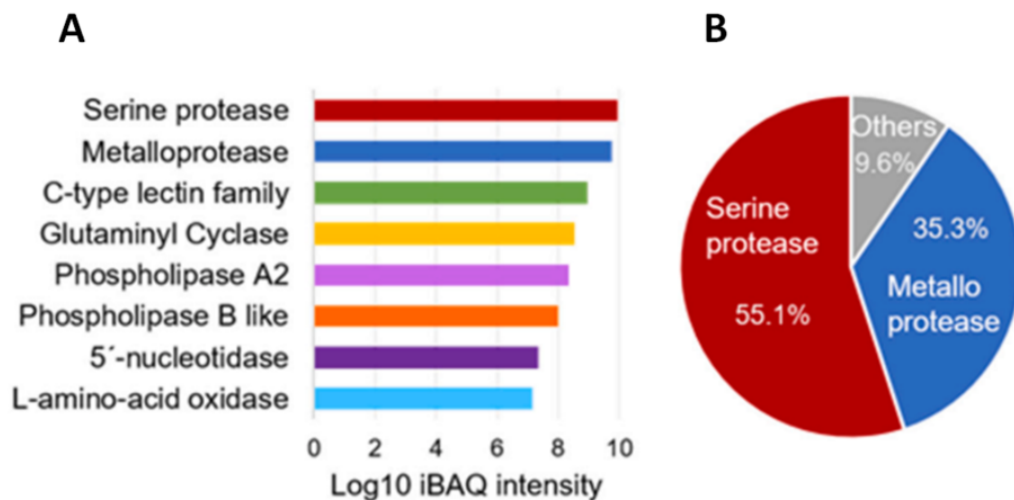 A
Serine protease
Metalloprotease
C-type lectin family
Glutaminyl Cyclase
Phospholipase A2
Phospholipase B like
5´-nucleotidase
L-amino-acid oxidase
0 2 4 6 8 10
Log10 iBAQ intensity
B
Others
9.6%
Serine
protease
55.1%
35.3%
Metallo
protease